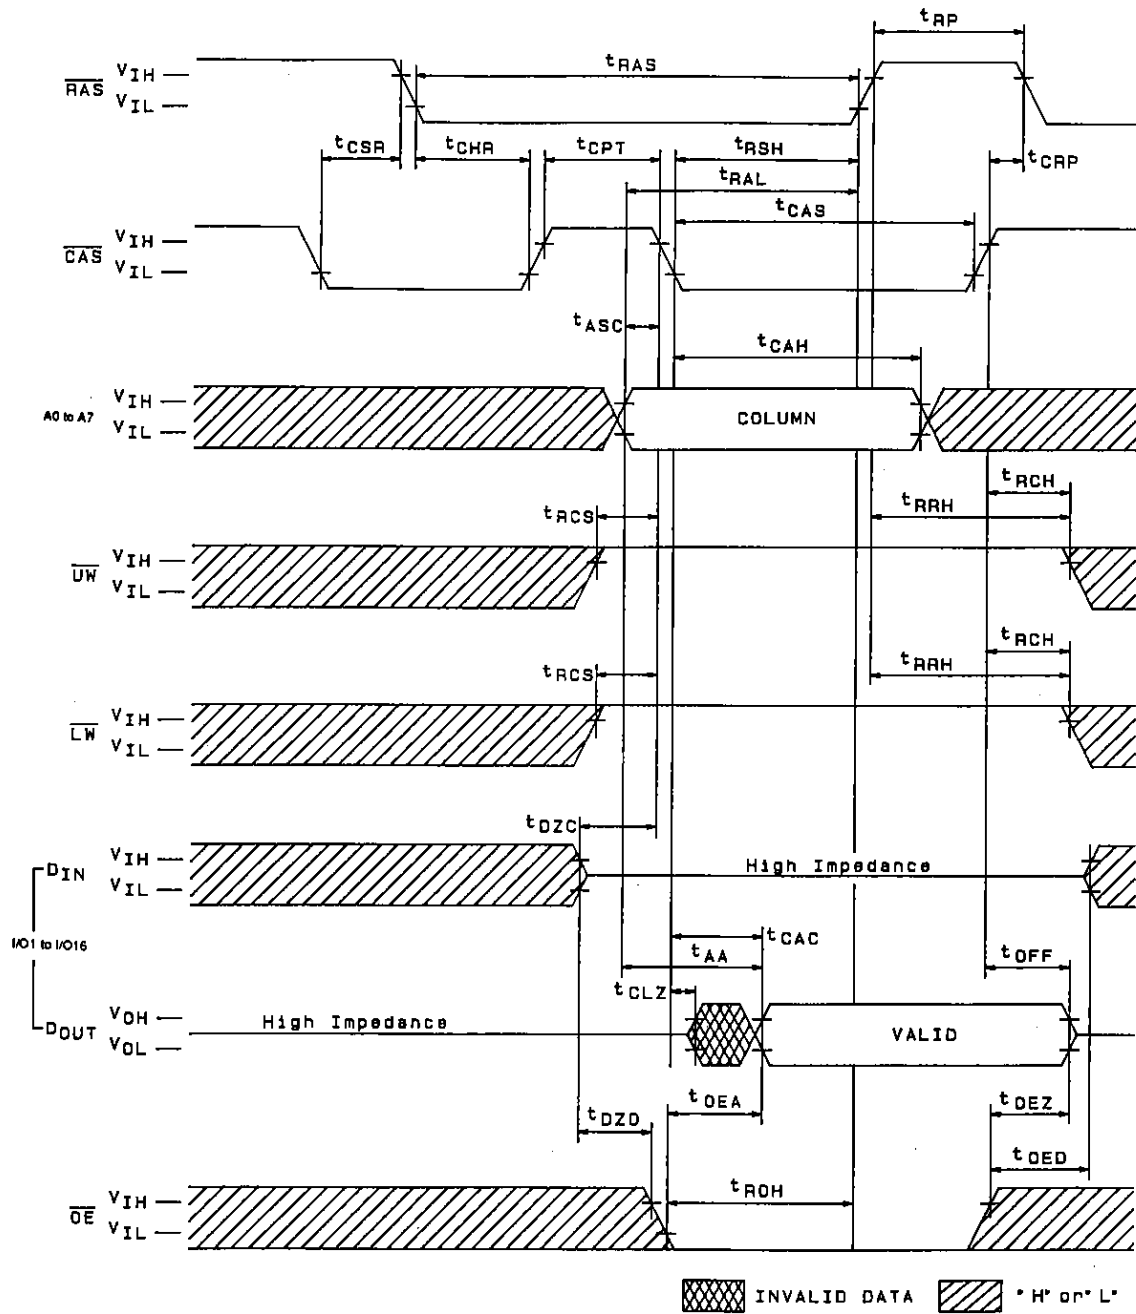 tRP
tRAS
RAS VIH
VIL
tCSR tCHR tCPT tRSH tCRP
tRAL
tCAS
CAS VIH
VIL
tASC
tCAH
A0 to A7 VIH
VIL
COLUMN
tRCH
tRCS tRRH
UW VIH
VIL
tRCH
tRCS tRRH
LW VIH
VIL
tDZC
DIN VIH
VIL
High Impedance
I/O1 to I/O16
tCAC
tAA tOFF
tCLZ
DOUT VOH
VOL
High Impedance
VALID
tOEA tOEZ
tDZO
tOED
tROH
OE VIH
VIL
INVALID DATA "H" or "L"